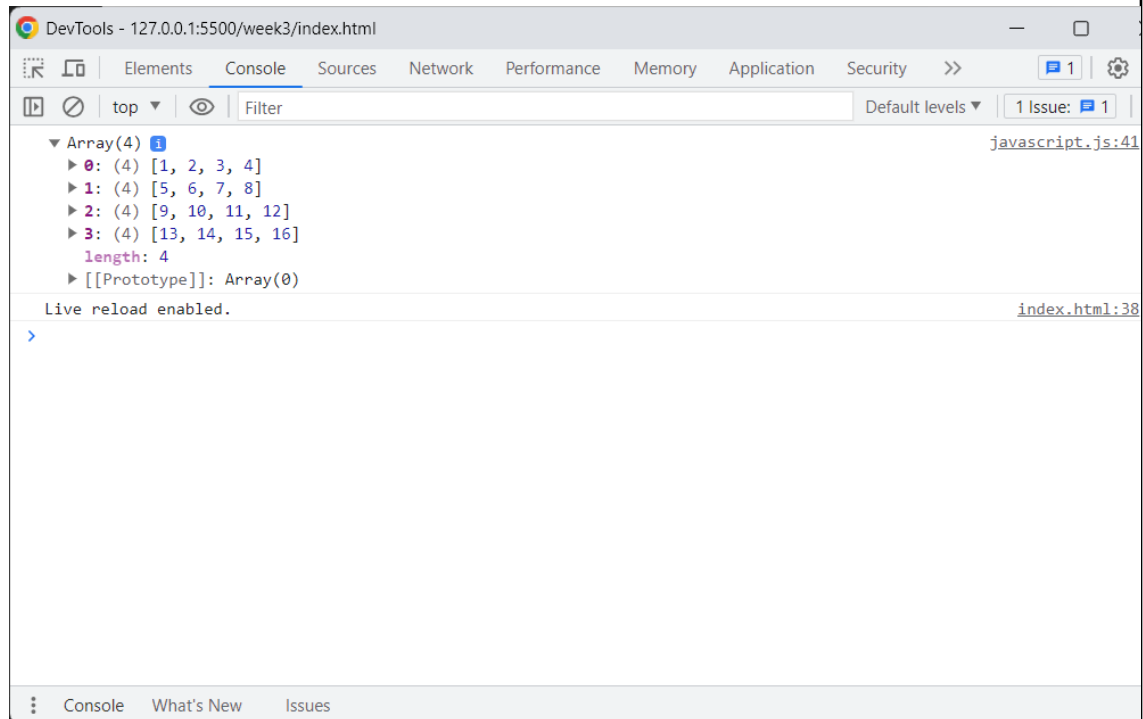 DevTools - 127.0.0.1:5500/week3/index.html
Elements Console Sources Network Performance Memory Application Security >> 1
top ▼ Filter Default levels ▼ 1 Issue: 1
▼ Array(4) i javascript.js:41
▶ 0: (4) [1, 2, 3, 4]
▶ 1: (4) [5, 6, 7, 8]
▶ 2: (4) [9, 10, 11, 12]
▶ 3: (4) [13, 14, 15, 16]
length: 4
▶ [[Prototype]]: Array(0)
Live reload enabled. index.html:38
>
Console What's New Issues